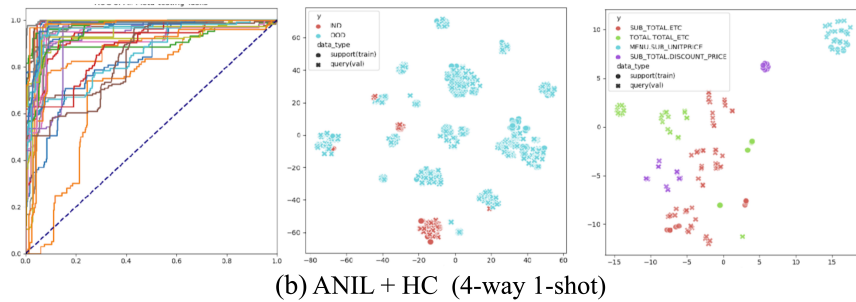 1.0
0.8
0.6
0.4
0.2
0.0
0.0 0.2 0.4 0.6 0.8 1.0
y
IND
OOD
data_type
support(train)
query(val)
60
40
20
0
−20
−40
−60
−80 −60 −40 −20 0 20 40 60
y
SUB_TOTAL.ETC
TOTAL.TOTAL_ETC
MENU.SUB_UNITPRICE
SUB_TOTAL.DISCOUNT_PRICE
data_type
support(train)
query(val)
10
5
0
−5
−10
−15 −10 −5 0 5 10 15
(b) ANIL + HC (4-way 1-shot)